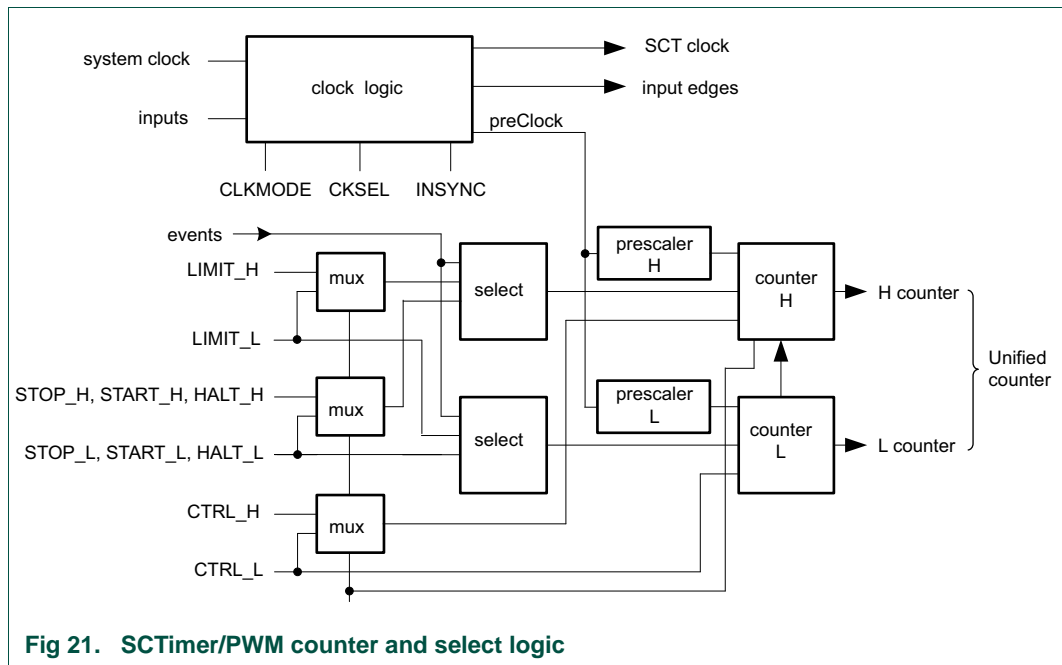 system clock
inputs
clock logic
SCT clock
input edges
preClock
CLKMODE
CKSEL
INSYNC
events
LIMIT_H
LIMIT_L
mux
select
prescaler
H
counter
H
H counter
STOP_H, START_H, HALT_H
STOP_L, START_L, HALT_L
mux
select
prescaler
L
counter
L
L counter
Unified
counter
CTRL_H
CTRL_L
mux
Fig 21. SCTimer/PWM counter and select logic